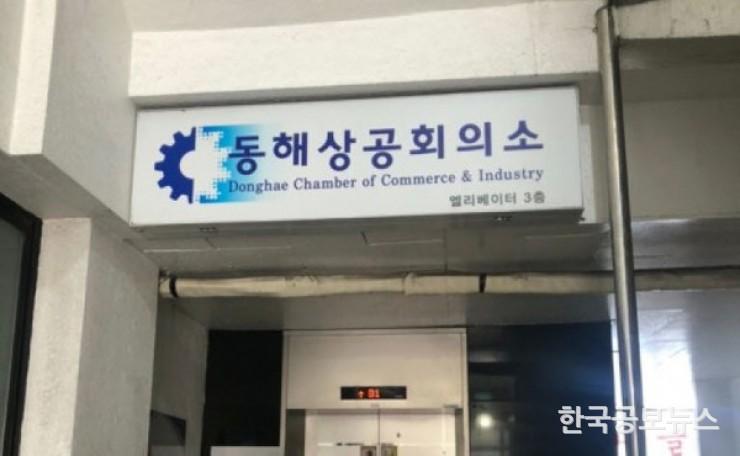 동해상공회의소
Donghae Chamber of Commerce & Industry
엘리베이터 3층
한국공보뉴스